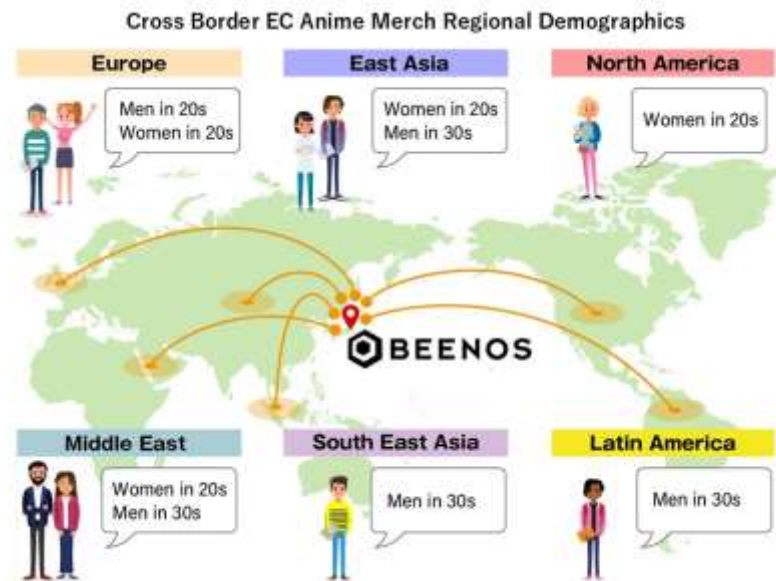 Cross Border EC Anime Merch Regional Demographics
Europe
Men in 20s
Women in 20s
East Asia
Women in 20s
Men in 30s
North America
Women in 20s
BEENOS
Middle East
Women in 20s
Men in 30s
South East Asia
Men in 30s
Latin America
Men in 30s